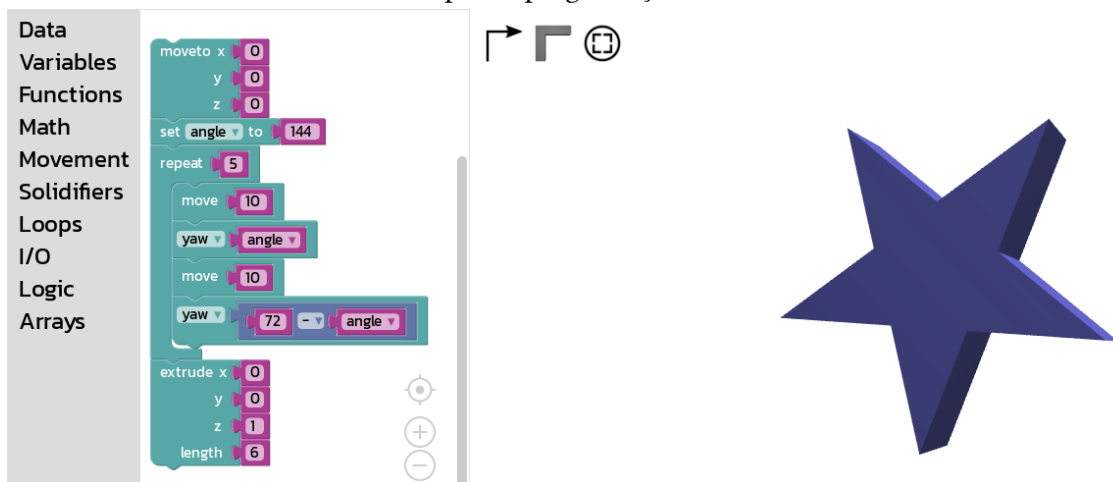 Data
Variables
Functions
Math
Movement
Solidifiers
Loops
I/O
Logic
Arrays
moveto x 0
y 0
z 0
set angle to 144
repeat 5
move 10
yaw angle
move 10
yaw 72 - angle
extrude x 0
y 0
z 1
length 6